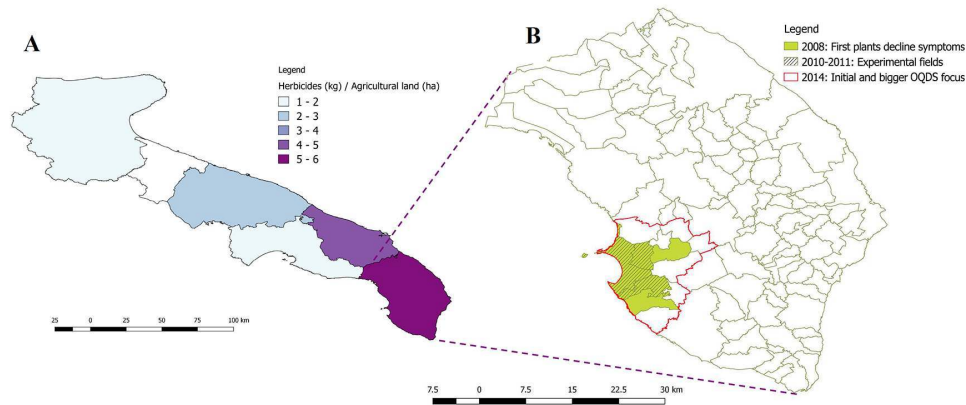 A
Legend
Herbicides (kg) / Agricultural land (ha)
1 - 2
2 - 3
3 - 4
4 - 5
5 - 6
25 0 25 50 75 100 km
B
Legend
2008: First plants decline symptoms
2010-2011: Experimental fields
2014: Initial and bigger OQDS focus
7.5 0 7.5 15 22.5 30 km